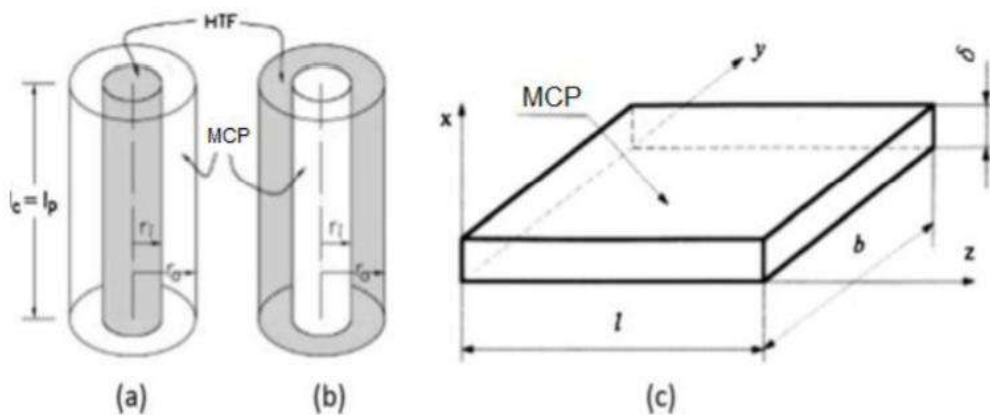 HTF
MCP
l_c = l_p
r_i
r_o
r_i
r_o
(a)
(b)
MCP
x
y
z
δ
b
l
(c)